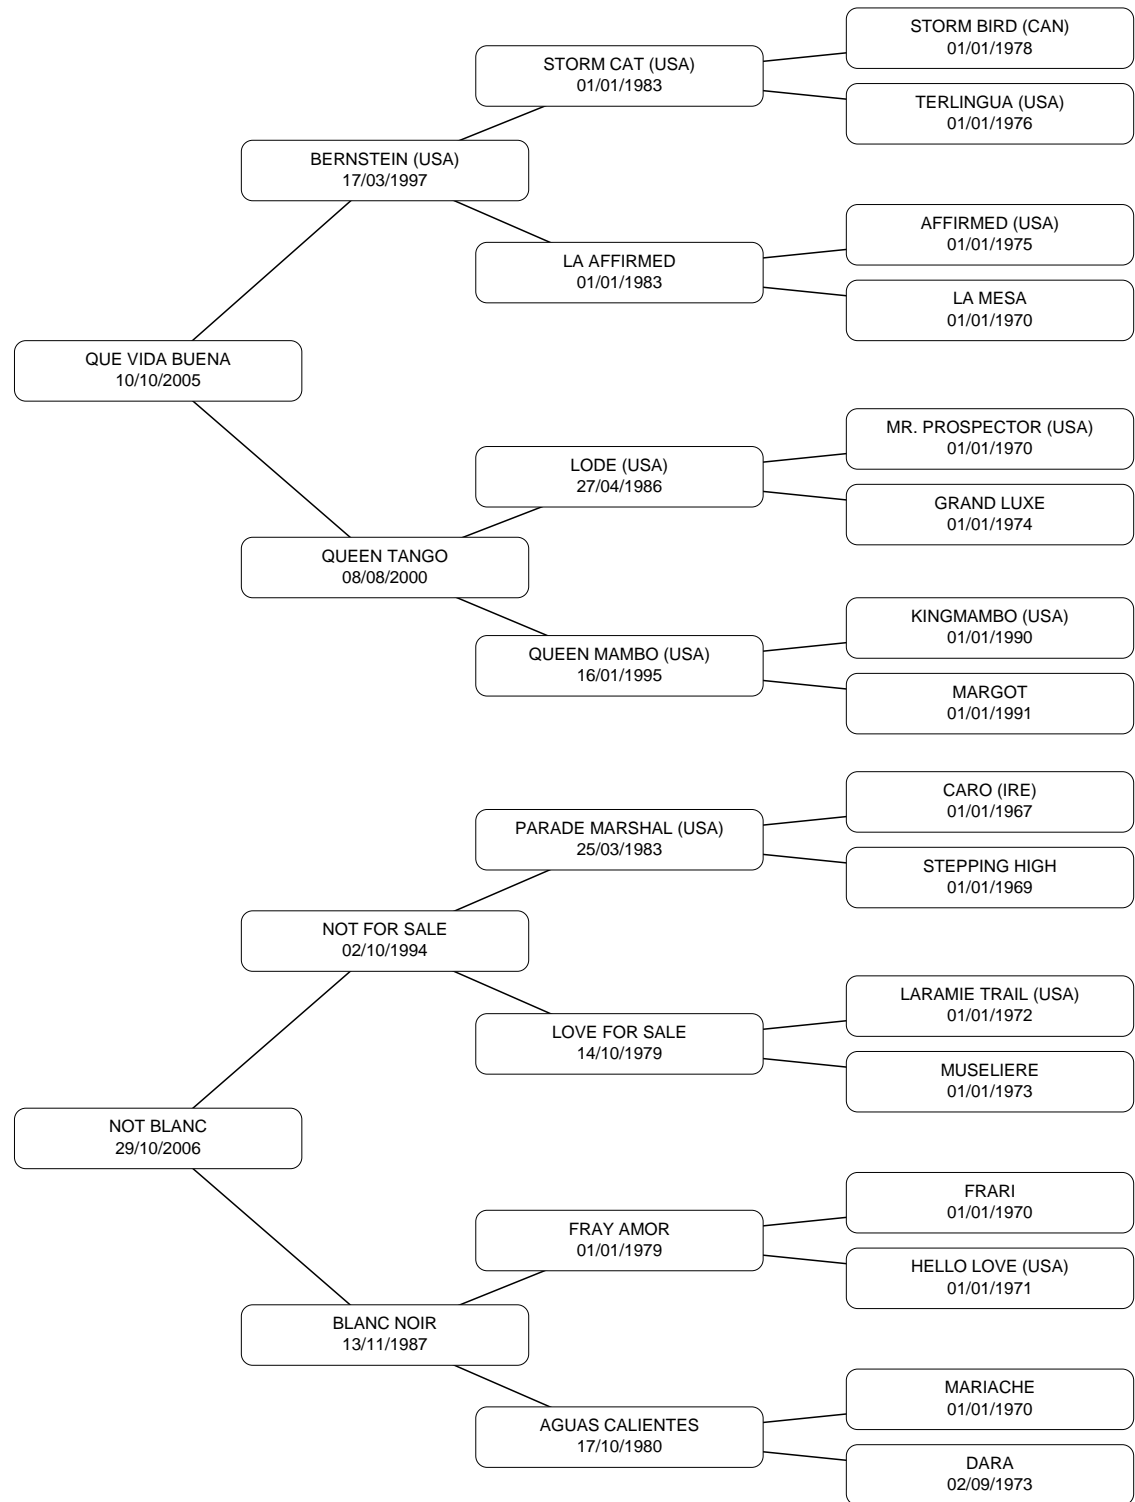 STORM BIRD (CAN)
01/01/1978
STORM CAT (USA)
01/01/1983
TERLINGUA (USA)
01/01/1976
BERNSTEIN (USA)
17/03/1997
AFFIRMED (USA)
01/01/1975
LA AFFIRMED
01/01/1983
LA MESA
01/01/1970
QUE VIDA BUENA
10/10/2005
MR. PROSPECTOR (USA)
01/01/1970
LODE (USA)
27/04/1986
GRAND LUXE
01/01/1974
QUEEN TANGO
08/08/2000
KINGMAMBO (USA)
01/01/1990
QUEEN MAMBO (USA)
16/01/1995
MARGOT
01/01/1991
CARO (IRE)
01/01/1967
PARADE MARSHAL (USA)
25/03/1983
STEPPING HIGH
01/01/1969
NOT FOR SALE
02/10/1994
LARAMIE TRAIL (USA)
01/01/1972
LOVE FOR SALE
14/10/1979
MUSELIERE
01/01/1973
NOT BLANC
29/10/2006
FRARI
01/01/1970
FRAY AMOR
01/01/1979
HELLO LOVE (USA)
01/01/1971
BLANC NOIR
13/11/1987
MARIACHE
01/01/1970
AGUAS CALIENTES
17/10/1980
DARA
02/09/1973